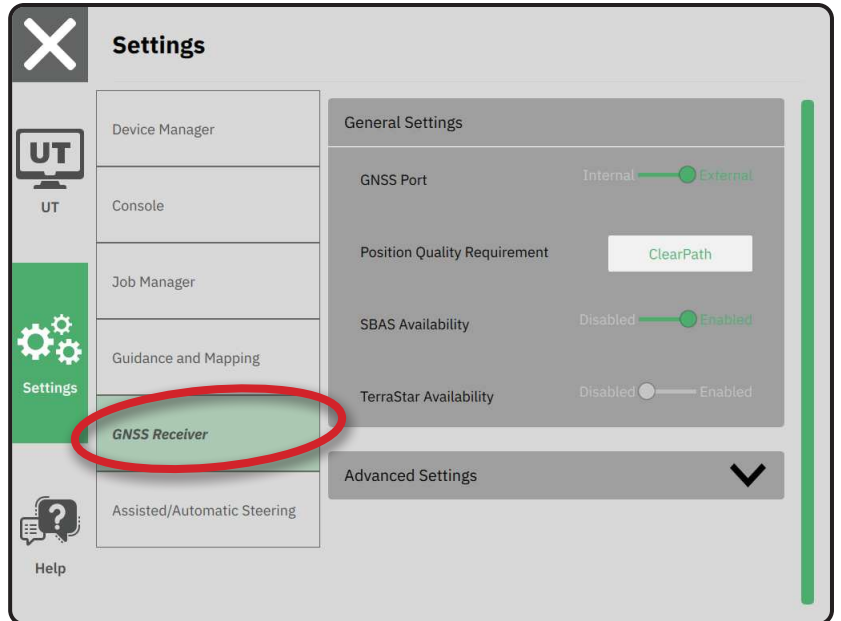 Settings
UT
UT
Settings
Help
Device Manager
Console
Job Manager
Guidance and Mapping
GNSS Receiver
Assisted/Automatic Steering
General Settings
GNSS Port Internal External
Position Quality Requirement ClearPath
SBAS Availability Disabled Enabled
TerraStar Availability Disabled Enabled
Advanced Settings